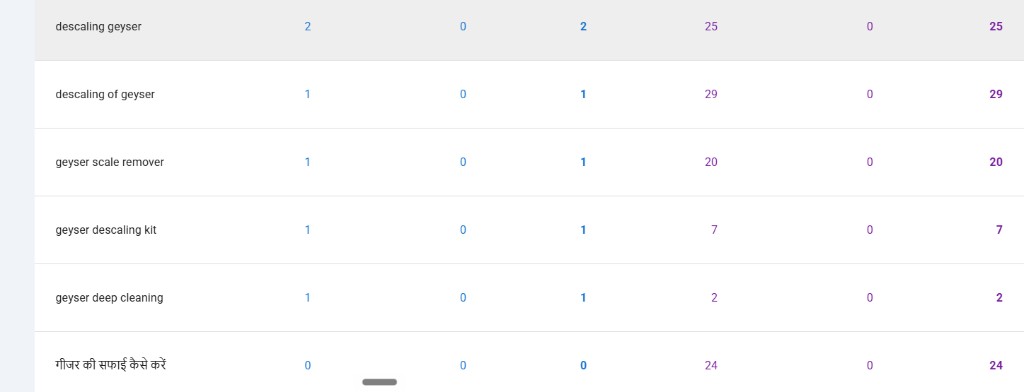 descaling geyser 2 0 2 25 0 25
descaling of geyser 1 0 1 29 0 29
geyser scale remover 1 0 1 20 0 20
geyser descaling kit 1 0 1 7 0 7
geyser deep cleaning 1 0 1 2 0 2
गीजर की सफाई कैसे करें 0 0 0 24 0 24